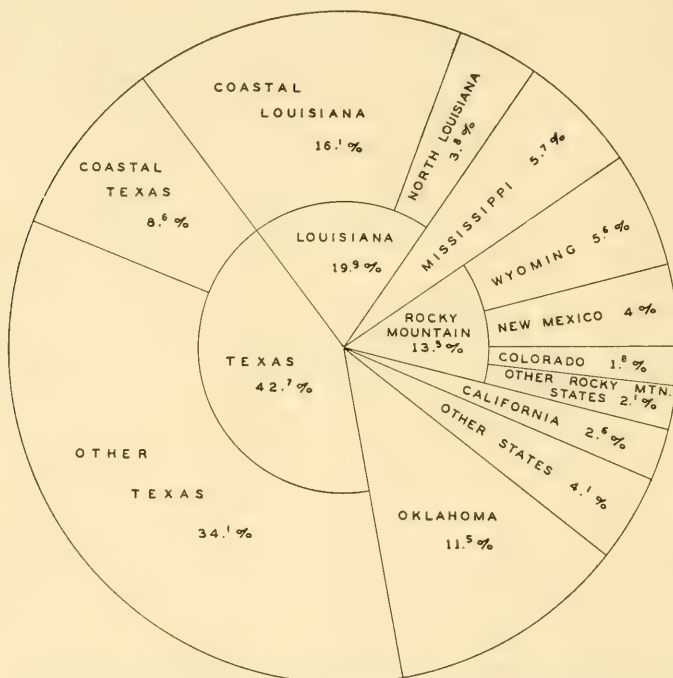 COASTAL
LOUISIANA
16.1%
NORTH LOUISIANA
3.8%
COASTAL
TEXAS
8.6%
LOUISIANA
19.9%
MISSISSIPPI 5.7%
WYOMING 5.6%
ROCKY
MOUNTAIN
13.5%
NEW MEXICO 4%
COLORADO 1.8%
OTHER ROCKY MTN.
STATES 2.1%
CALIFORNIA 2.6%
OTHER STATES 4.1%
TEXAS
42.7%
OTHER
TEXAS
34.1%
OKLAHOMA
11.5%